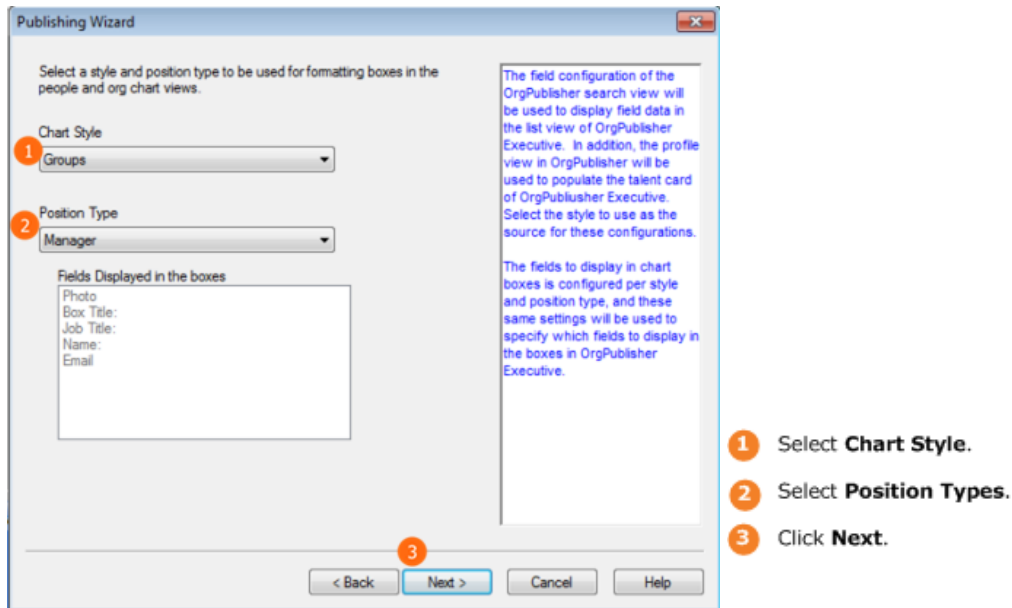 Publishing Wizard
Select a style and position type to be used for formatting boxes in the
people and org chart views.
Chart Style
1
Groups
Position Type
2
Manager
Fields Displayed in the boxes
Photo
Box Title:
Job Title:
Name:
Email
The field configuration of the
OrgPublisher search view will
be used to display field data in
the list view of OrgPublisher
Executive. In addition, the profile
view in OrgPublisher will be
used to populate the talent card
of OrgPubliusher Executive.
Select the style to use as the
source for these configurations.
The fields to display in chart
boxes is configured per style
and position type, and these
same settings will be used to
specify which fields to display in
the boxes in OrgPublisher
Executive.
3
< Back Next > Cancel Help
1 Select Chart Style.
2 Select Position Types.
3 Click Next.